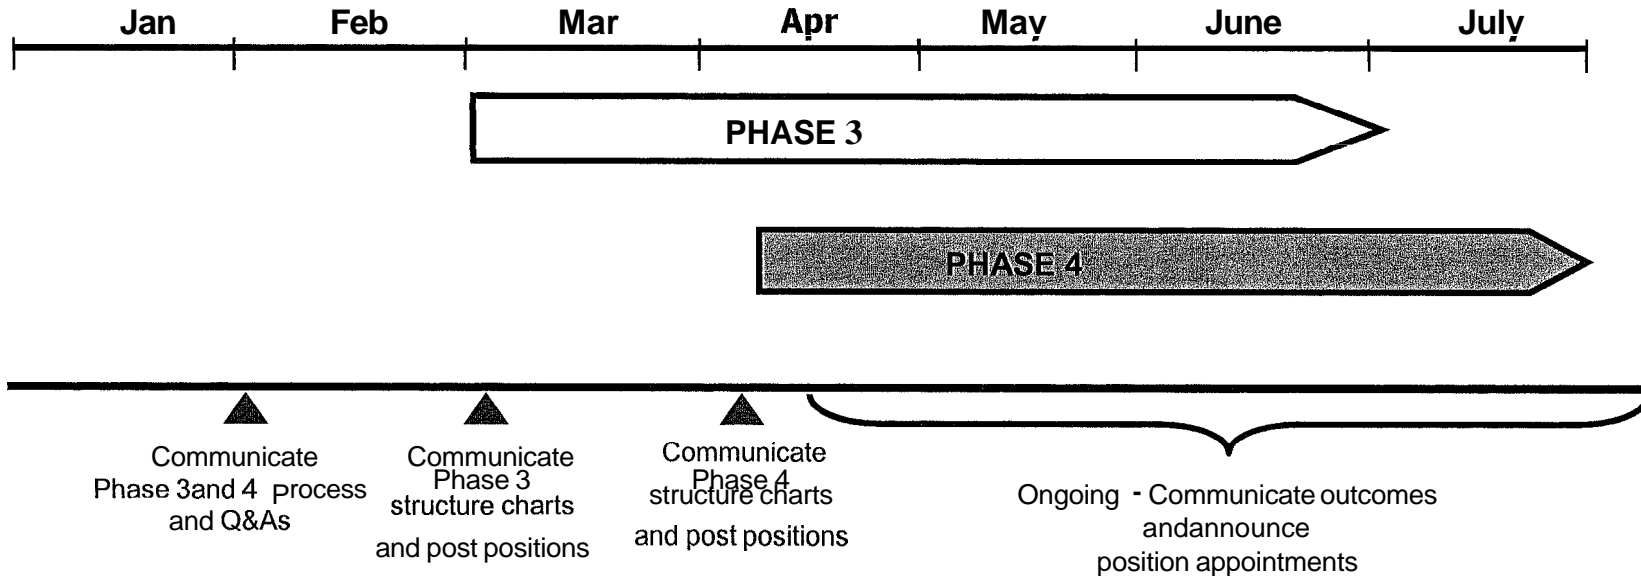 Jan Feb Mar Apr May June July
PHASE 3
PHASE 4
Communicate
Phase 3and 4 process
and Q&As
Communicate
Phase 3
structure charts
and post positions
Communicate
Phase 4
structure charts
and post positions
Ongoing - Communicate outcomes
andannounce
position appointments